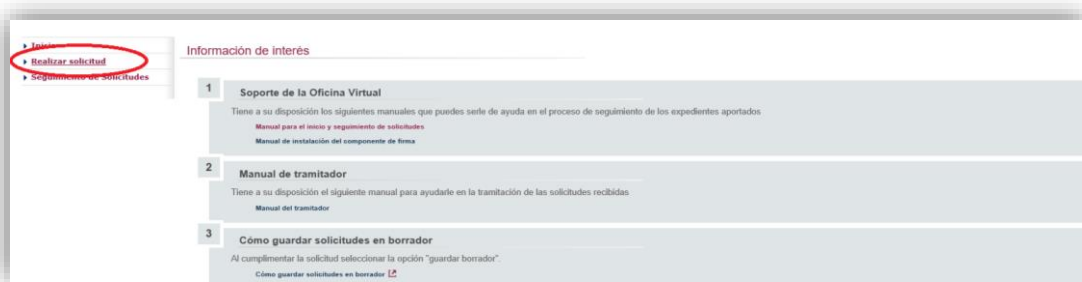 Inicio
Realizar solicitud
Seguimiento de Solicitudes
Información de interés
1
Soporte de la Oficina Virtual
Tiene a su disposición los siguientes manuales que puedes serle de ayuda en el proceso de seguimiento de los expedientes aportados
Manual para el inicio y seguimiento de solicitudes
Manual de instalación del componente de firma
2
Manual de tramitador
Tiene a su disposición el siguiente manual para ayudarle en la tramitación de las solicitudes recibidas
Manual del tramitador
3
Cómo guardar solicitudes en borrador
Al cumplimentar la solicitud seleccionar la opción "guardar borrador".
Cómo guardar solicitudes en borrador